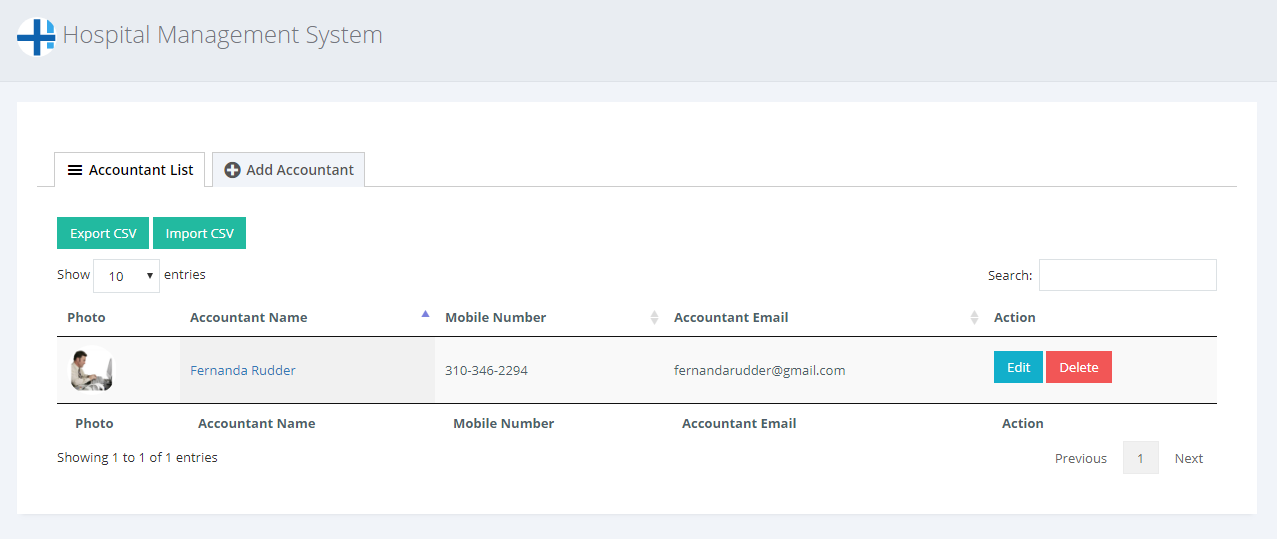 Hospital Management System
Accountant List Add Accountant
Export CSV Import CSV
Show 10 entries Search:
Photo Accountant Name Mobile Number Accountant Email Action
Fernanda Rudder 310-346-2294 fernandarudder@gmail.com Edit Delete
Photo Accountant Name Mobile Number Accountant Email Action
Showing 1 to 1 of 1 entries Previous 1 Next